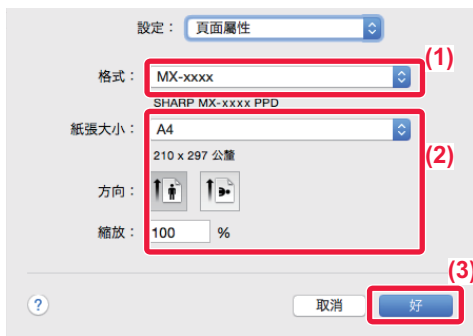 設定： 頁面屬性
(1)
格式： MX-xxxx
SHARP MX-xxxx PPD
紙張大小： A4
210 x 297 公釐
(2)
方向：
縮放： 100 %
(3)
? 取消 好